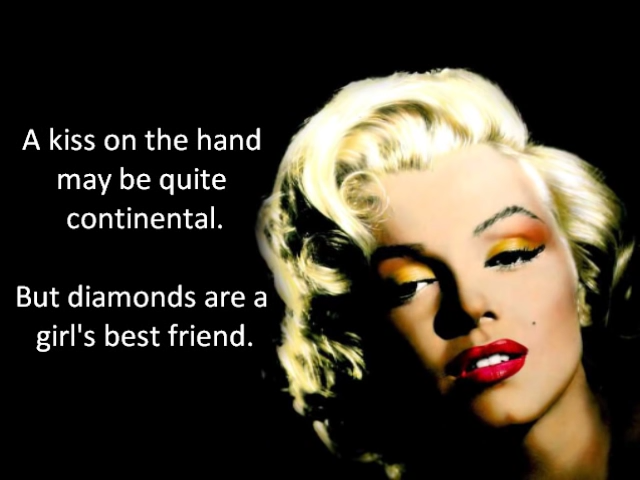 A kiss on the hand
may be quite
continental.
But diamonds are a
girl's best friend.